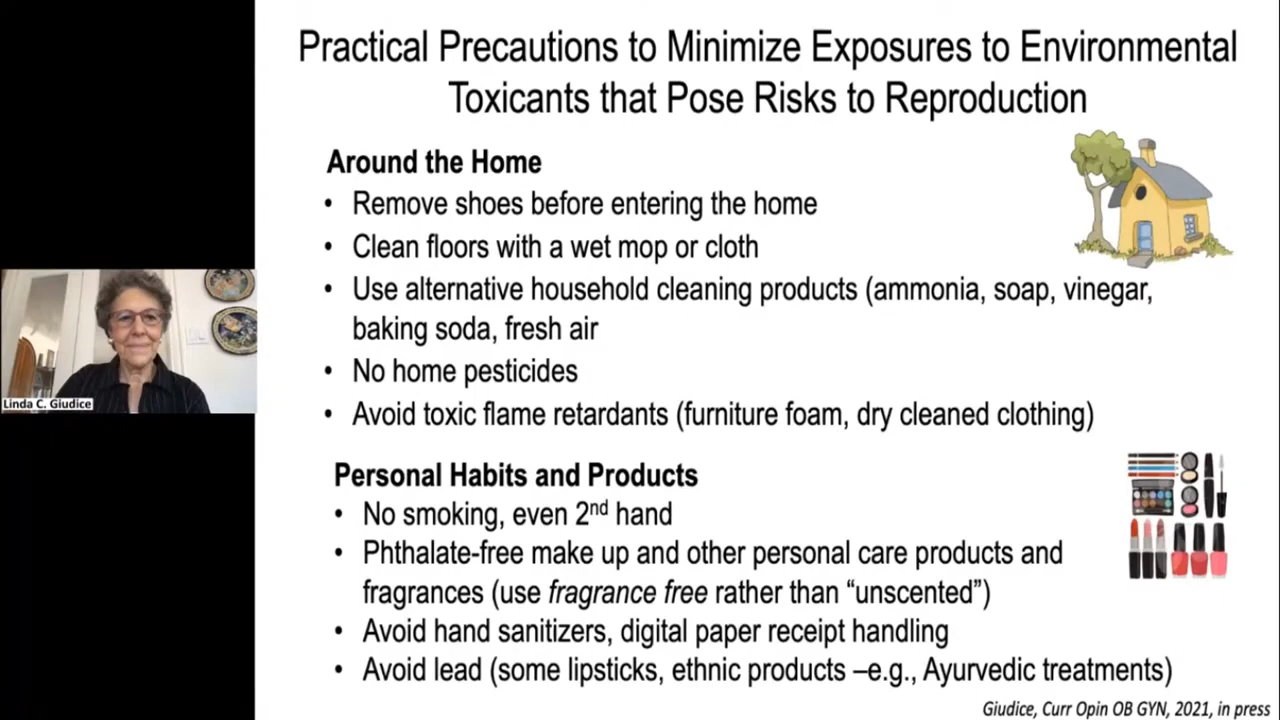 Practical Precautions to Minimize Exposures to Environmental
Toxicants that Pose Risks to Reproduction
Around the Home
• Remove shoes before entering the home
• Clean floors with a wet mop or cloth
• Use alternative household cleaning products (ammonia, soap, vinegar,
baking soda, fresh air
• No home pesticides
• Avoid toxic flame retardants (furniture foam, dry cleaned clothing)
Linda C. Giudice
Personal Habits and Products
• No smoking, even 2nd hand
• Phthalate-free make up and other personal care products and
fragrances (use fragrance free rather than “unscented”)
• Avoid hand sanitizers, digital paper receipt handling
• Avoid lead (some lipsticks, ethnic products –e.g., Ayurvedic treatments)
Giudice, Curr Opin OB GYN, 2021, in press